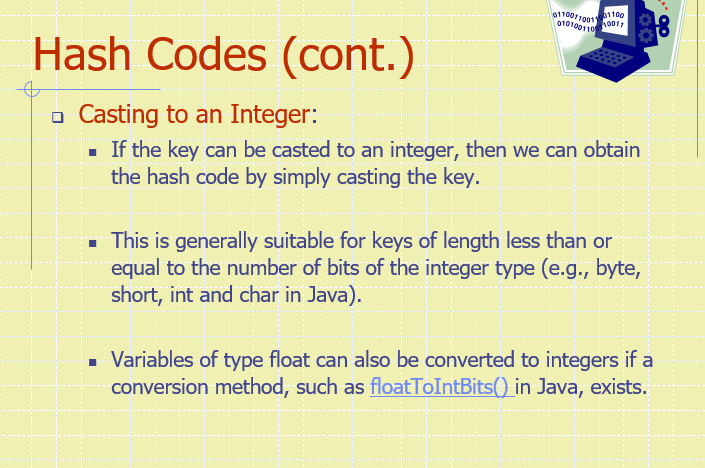 011001100110011100
Hash Codes (cont.)
Casting to an Integer:
If the key can be casted to an integer, then we can obtain
the hash code by simply casting the key.
This is generally suitable for keys of length less than or
equal to the number of bits of the integer type (e.g., byte,
short, int and char in Java).
Variables of type float can also be converted to integers if a
conversion method, such as floatToIntBits() in Java, exists.